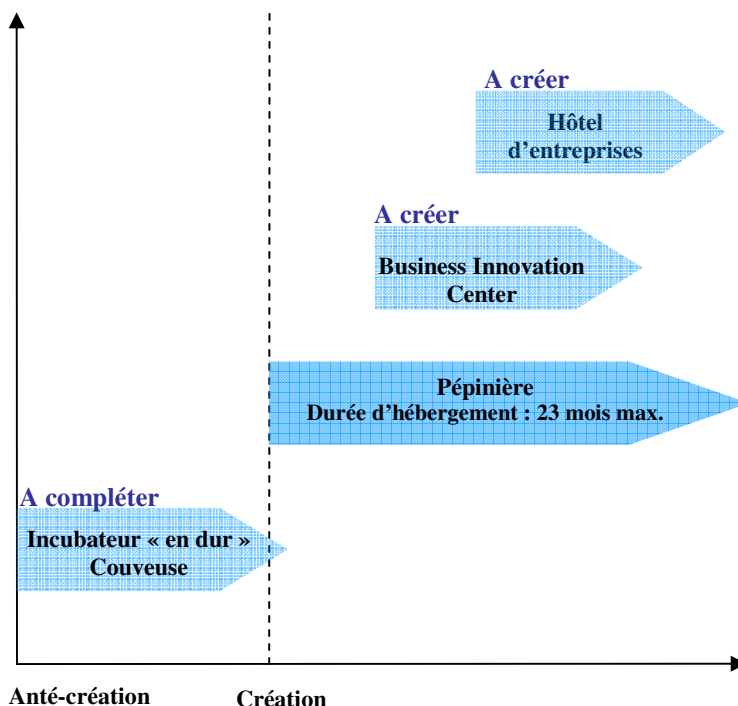 A créer
Hôtel
d'entreprises
A créer
Business Innovation
Center
Pépinière
Durée d'hébergement : 23 mois max.
A compléter
Incubateur « en dur »
Couveuse
Anté-création
Création